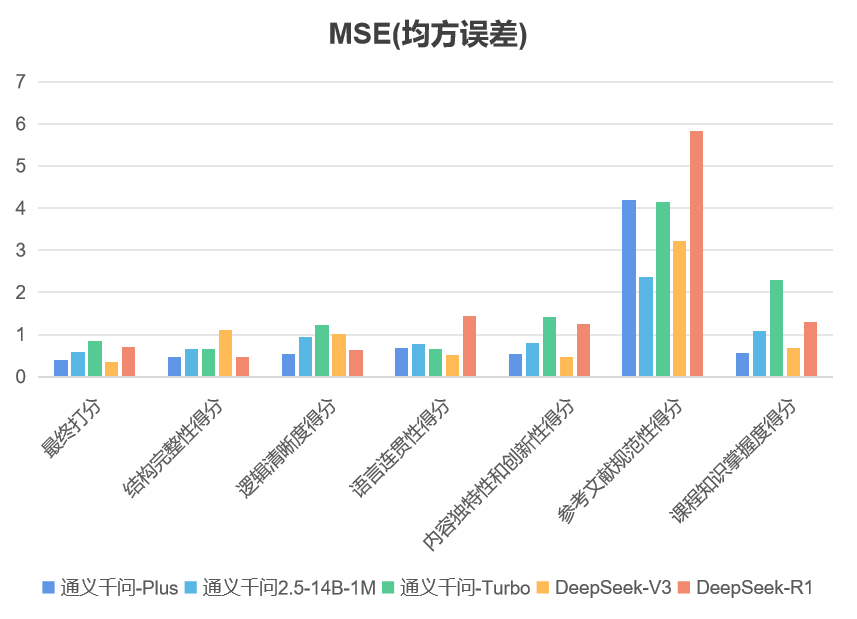 MSE(均方误差)
7
6
5
4
3
2
1
0
最终打分
结构完整性得分
逻辑清晰度得分
语言连贯性得分
内容独特性和创新性得分
参考文献规范性得分
课程知识掌握度得分
通义千问-Plus 通义千问2.5-14B-1M 通义千问-Turbo DeepSeek-V3 DeepSeek-R1